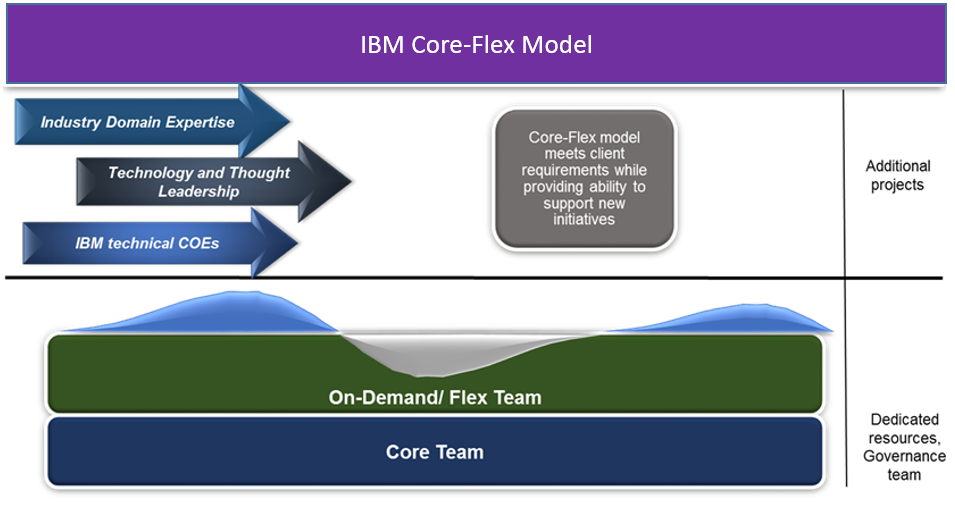 IBM Core-Flex Model
Industry Domain Expertise
Technology and Thought
Leadership
IBM technical COEs
Core-Flex model
meets client
requirements while
providing ability to
support new
initiatives
Additional
projects
On-Demand/ Flex Team
Core Team
Dedicated
resources,
Governance
team